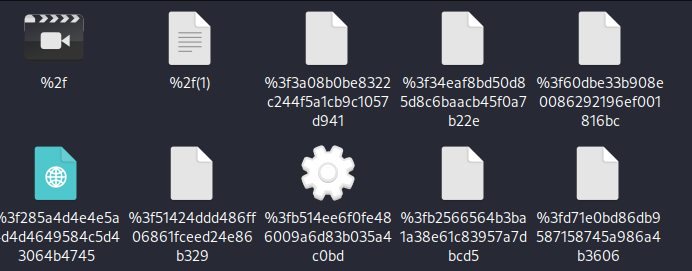 %2f
%2f(1)
%3f3a08b0be8322
c244f5a1cb9c1057
d941
%3f34eaf8bd50d8
5d8c6baacb45f0a7
b22e
%3f60dbe33b908e
0086292196ef001
816bc
%3f285a4d4e4e5a
d4d4649584c5d4
3064b4745
%3f51424ddd486ff
06861fceed24e86
b329
%3fb514ee6f0fe48
6009a6d83b035a4
c0bd
%3fb2566564b3ba
1a38e61c83957a7d
bcd5
%3fd71e0bd86db9
587158745a986a4
b3606